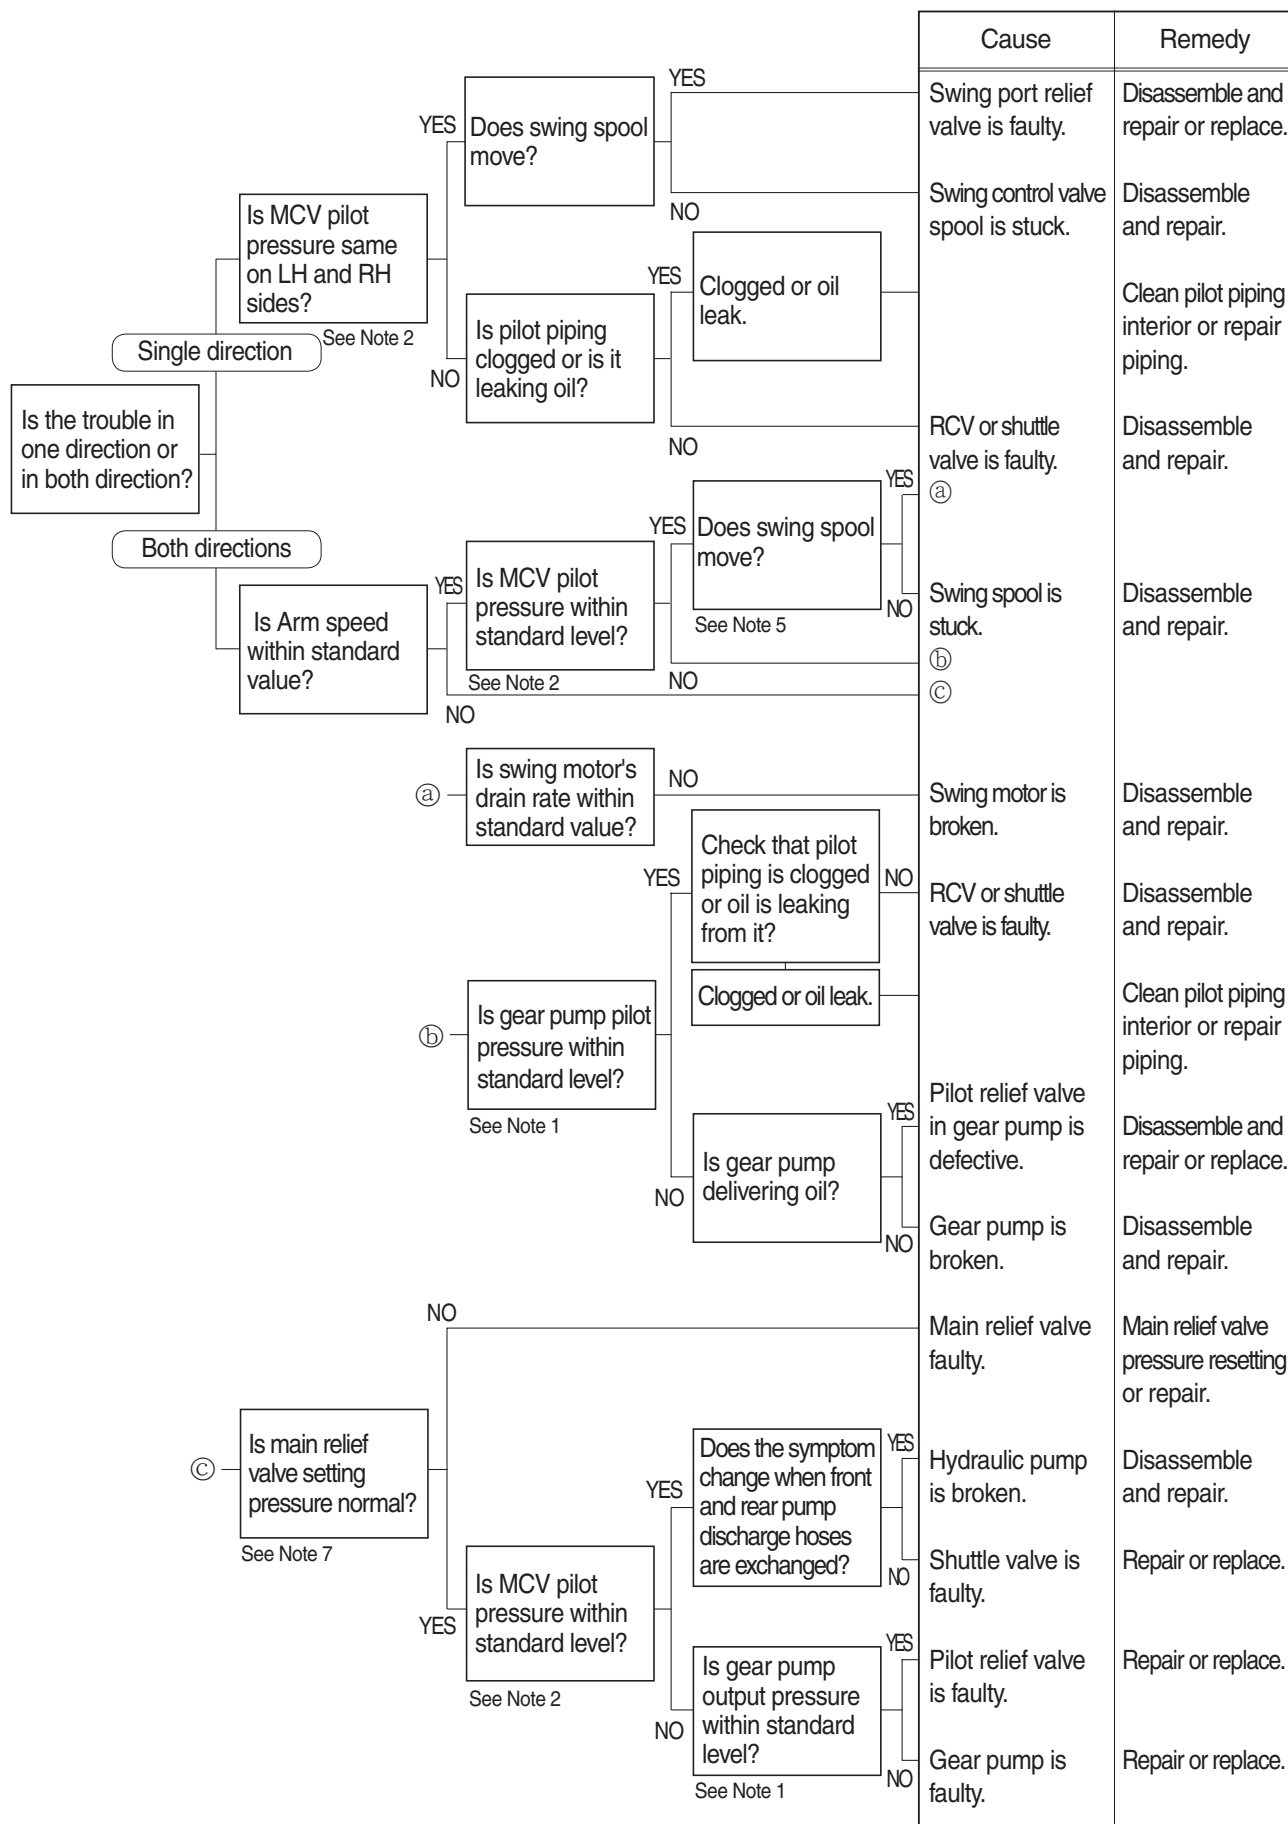 Cause
Remedy
YES
Swing port relief
valve is faulty.
Disassemble and
repair or replace.
YES
Does swing spool
move?
NO
Swing control valve
spool is stuck.
Disassemble
and repair.
Is MCV pilot
pressure same
on LH and RH
sides?
See Note 2
YES
Clogged or oil
leak.
Clean pilot piping
interior or repair
piping.
Is pilot piping
clogged or is it
leaking oil?
NO
Single direction
Is the trouble in
one direction or
in both direction?
NO
RCV or shuttle
valve is faulty.
Disassemble
and repair.
YES
ⓐ
Both directions
YES
Does swing spool
move?
See Note 5
NO
Swing spool is
stuck.
Disassemble
and repair.
YES
Is MCV pilot
pressure within
standard level?
See Note 2
NO
ⓑ
Is Arm speed
within standard
value?
NO
ⓒ
ⓐ
Is swing motor's
drain rate within
standard value?
NO
Swing motor is
broken.
Disassemble
and repair.
YES
Check that pilot
piping is clogged
or oil is leaking
from it?
NO
RCV or shuttle
valve is faulty.
Disassemble
and repair.
Clogged or oil leak.
Clean pilot piping
interior or repair
piping.
ⓑ
Is gear pump pilot
pressure within
standard level?
See Note 1
NO
Is gear pump
delivering oil?
YES
Pilot relief valve
in gear pump is
defective.
Disassemble and
repair or replace.
NO
Gear pump is
broken.
Disassemble
and repair.
NO
Main relief valve
faulty.
Main relief valve
pressure resetting
or repair.
ⓒ
Is main relief
valve setting
pressure normal?
See Note 7
YES
Does the symptom
change when front
and rear pump
discharge hoses
are exchanged?
YES
Hydraulic pump
is broken.
Disassemble
and repair.
NO
Shuttle valve is
faulty.
Repair or replace.
YES
Is MCV pilot
pressure within
standard level?
See Note 2
NO
Is gear pump
output pressure
within standard
level?
See Note 1
YES
Pilot relief valve
is faulty.
Repair or replace.
NO
Gear pump is
faulty.
Repair or replace.